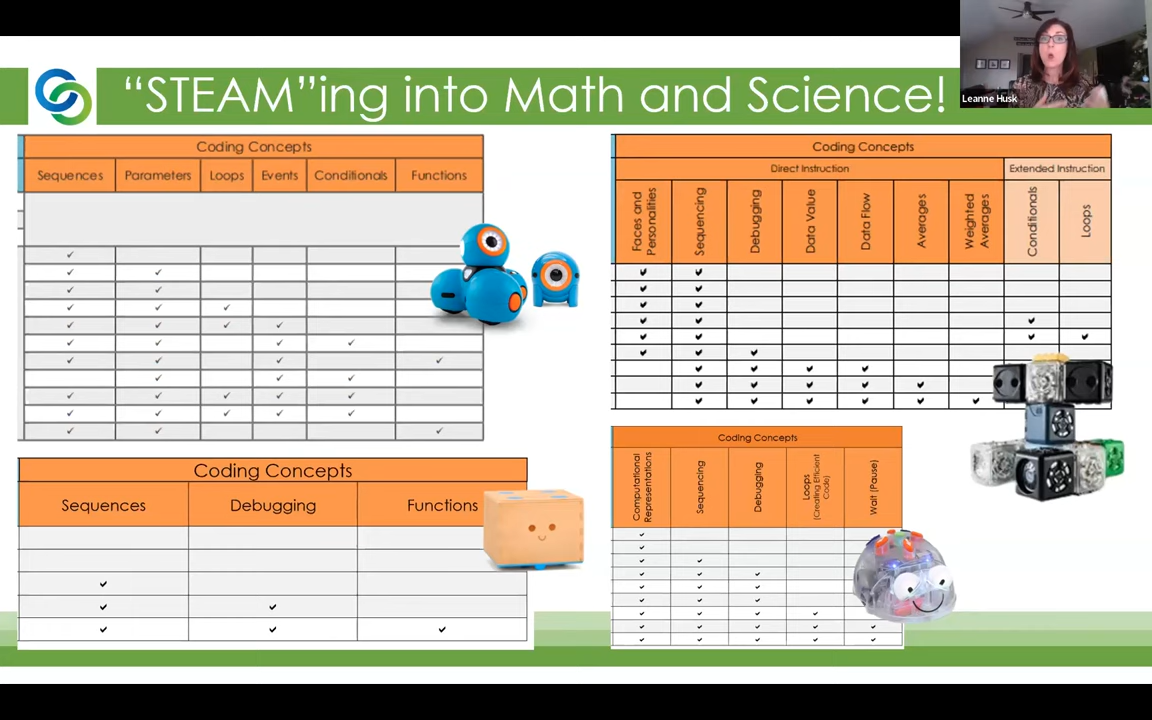 “STEAM”ing into Math and Science!
Leanne Husk
Coding Concepts
Sequences Parameters Loops Events Conditionals Functions
Coding Concepts
Direct Instruction Extended Instruction
Faces and Personalities Sequencing Debugging Data Value Data Flow Averages Weighted Averages Conditionals Loops
Coding Concepts
Sequences Debugging Functions
Coding Concepts
Computational Representations Sequencing Debugging Loops (Creating Efficient Code) Wait (Pause)